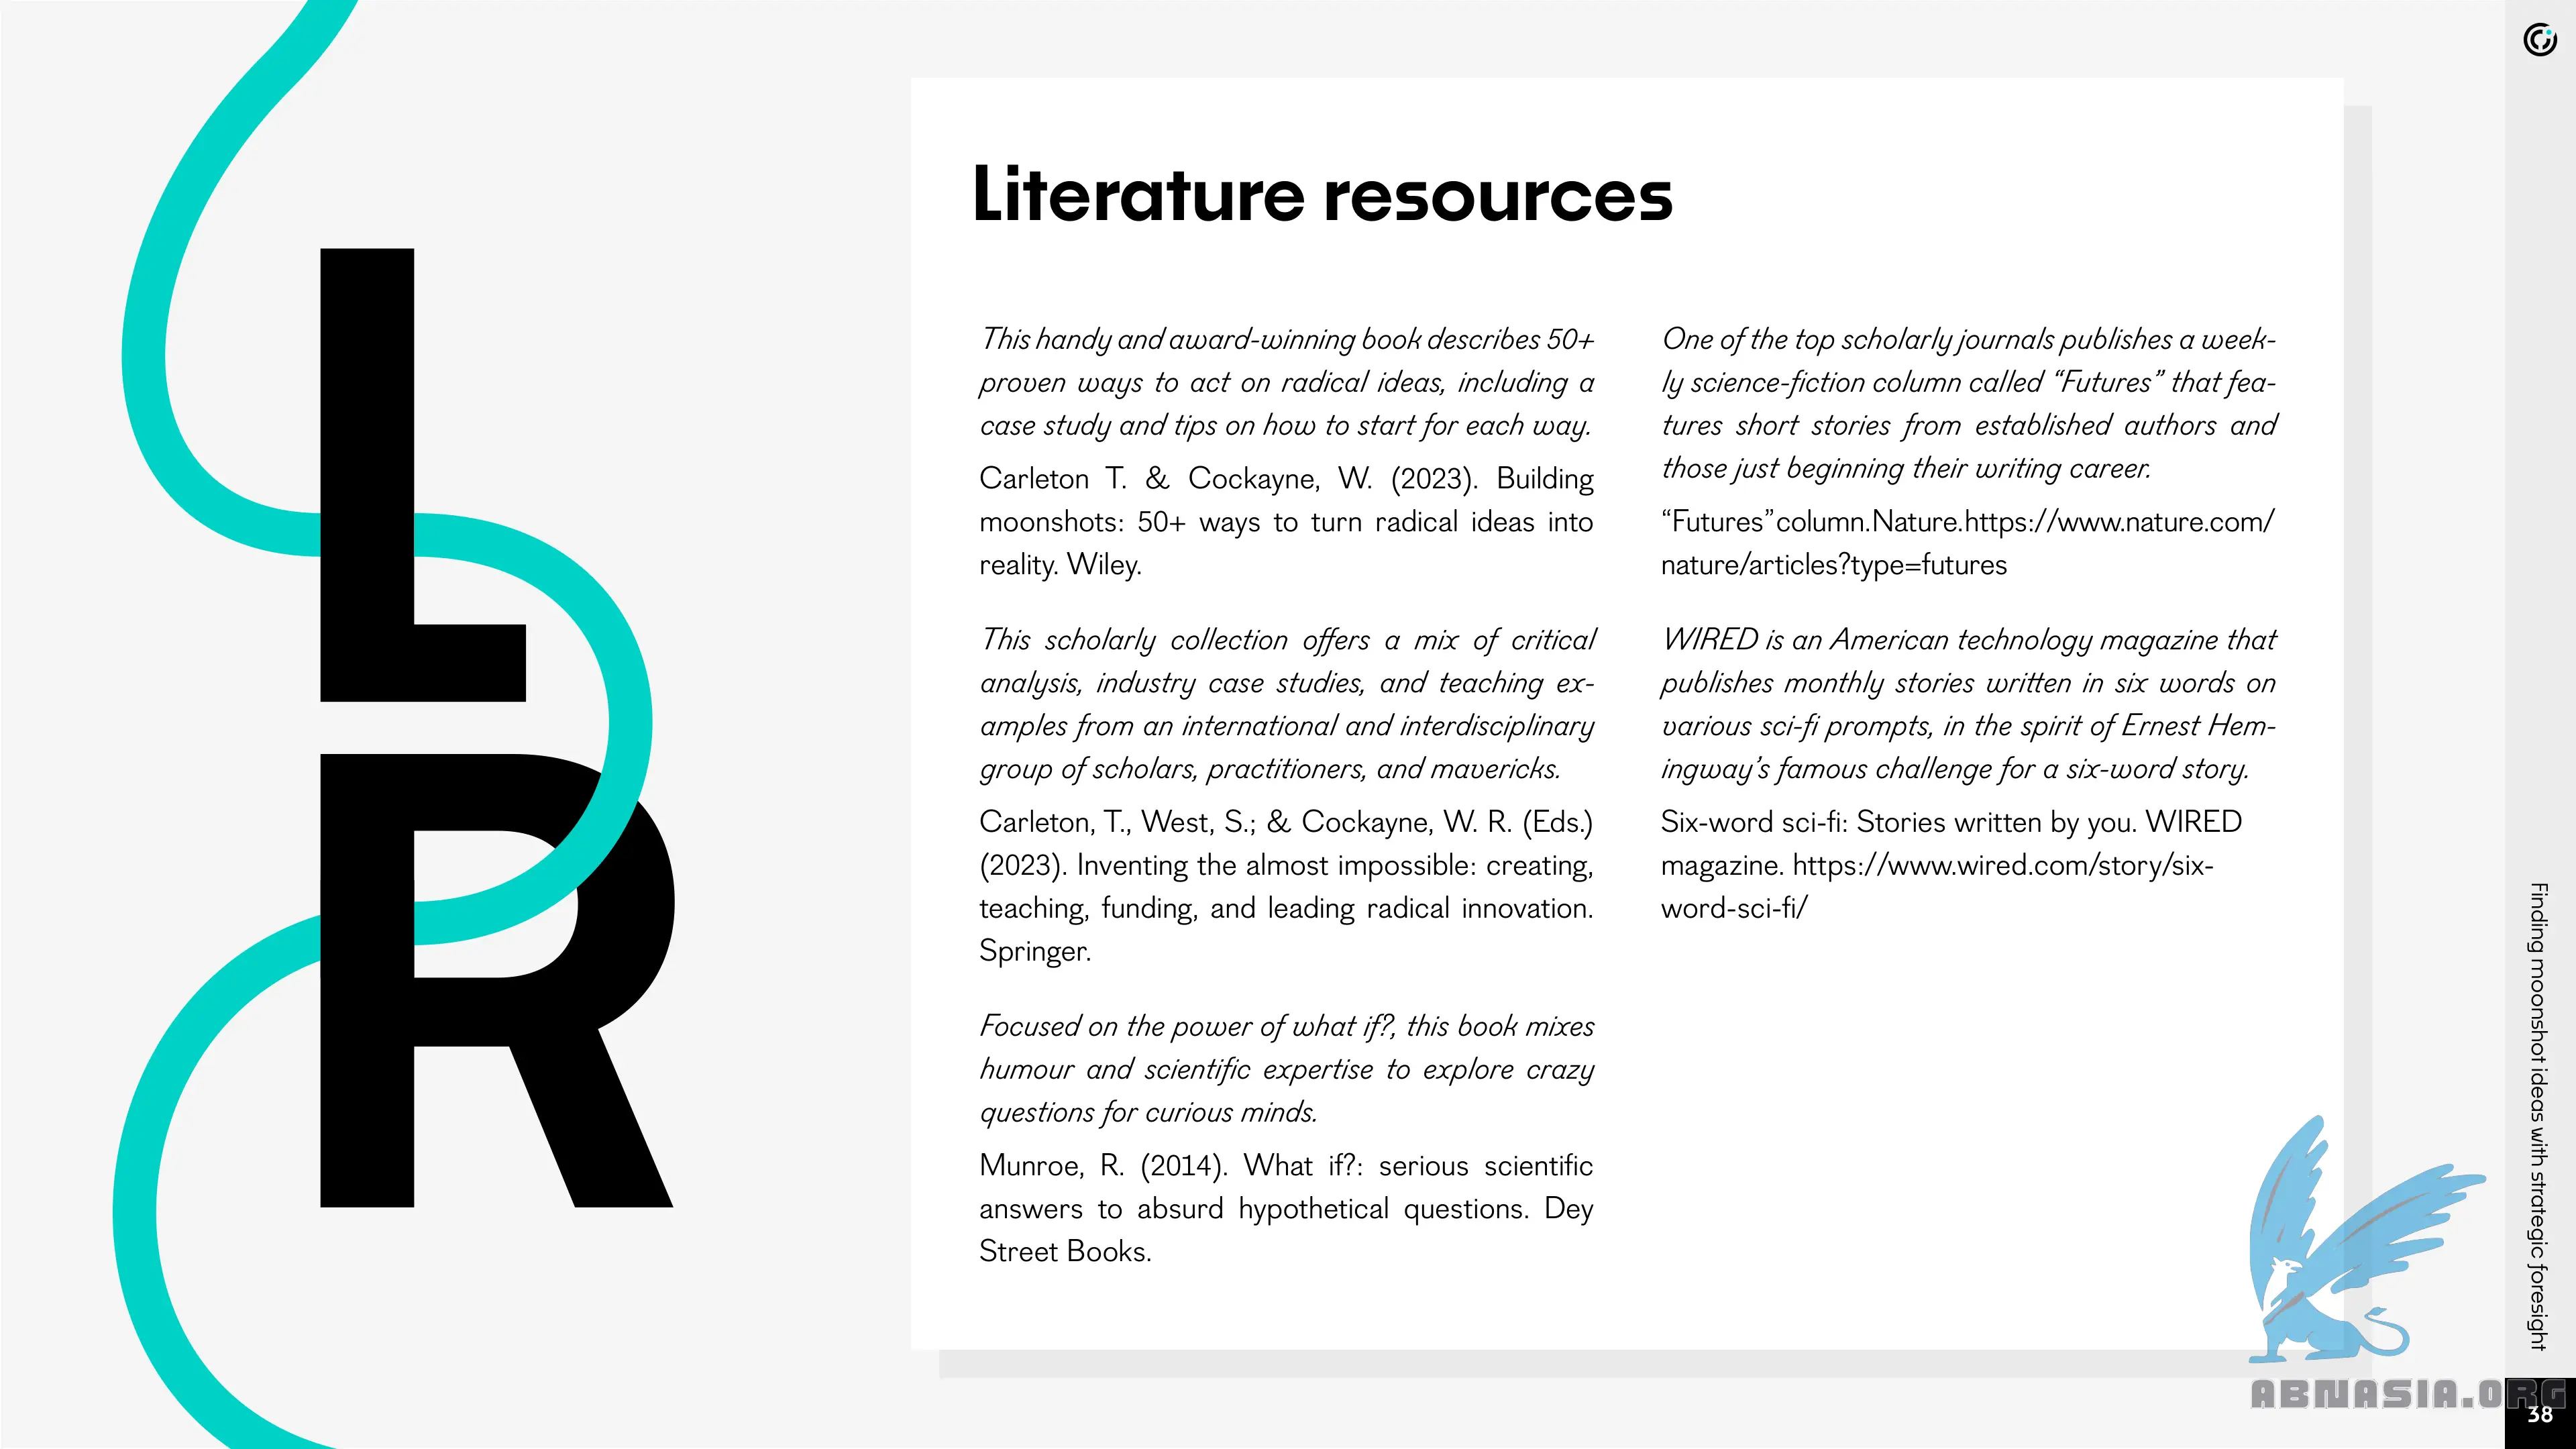 L
R
Literature resources
This handy and award-winning book describes 50+
proven ways to act on radical ideas, including a
case study and tips on how to start for each way.
Carleton T. & Cockayne, W. (2023). Building
moonshots: 50+ ways to turn radical ideas into
reality. Wiley.
This scholarly collection offers a mix of critical
analysis, industry case studies, and teaching ex-
amples from an international and interdisciplinary
group of scholars, practitioners, and mavericks.
Carleton, T., West, S.; & Cockayne, W. R. (Eds.)
(2023). Inventing the almost impossible: creating,
teaching, funding, and leading radical innovation.
Springer.
Focused on the power of what if?, this book mixes
humour and scientific expertise to explore crazy
questions for curious minds.
Munroe, R. (2014). What if?: serious scientific
answers to absurd hypothetical questions. Dey
Street Books.
One of the top scholarly journals publishes a week-
ly science-fiction column called “Futures” that fea-
tures short stories from established authors and
those just beginning their writing career.
“Futures”column.Nature.https://www.nature.com/
nature/articles?type=futures
WIRED is an American technology magazine that
publishes monthly stories written in six words on
various sci-fi prompts, in the spirit of Ernest Hem-
ingway’s famous challenge for a six-word story.
Six-word sci-fi: Stories written by you. WIRED
magazine. https://www.wired.com/story/six-
word-sci-fi/
Finding moonshot ideas with strategic foresight
ABNASIA.ORG
38